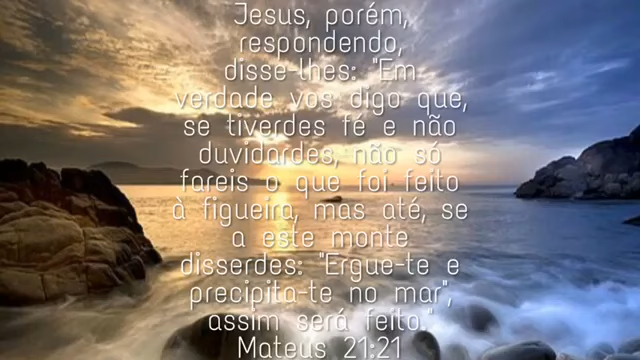 Jesus, porém,
respondendo,
disse-lhes: "Em
verdade vos digo que,
se tiverdes fé e não
duvidardes, não só
fareis o que foi feito
à figueira, mas até, se
a este monte
disserdes: "Ergue-te e
precipita-te no mar",
assim será feito."
Mateus 21:21